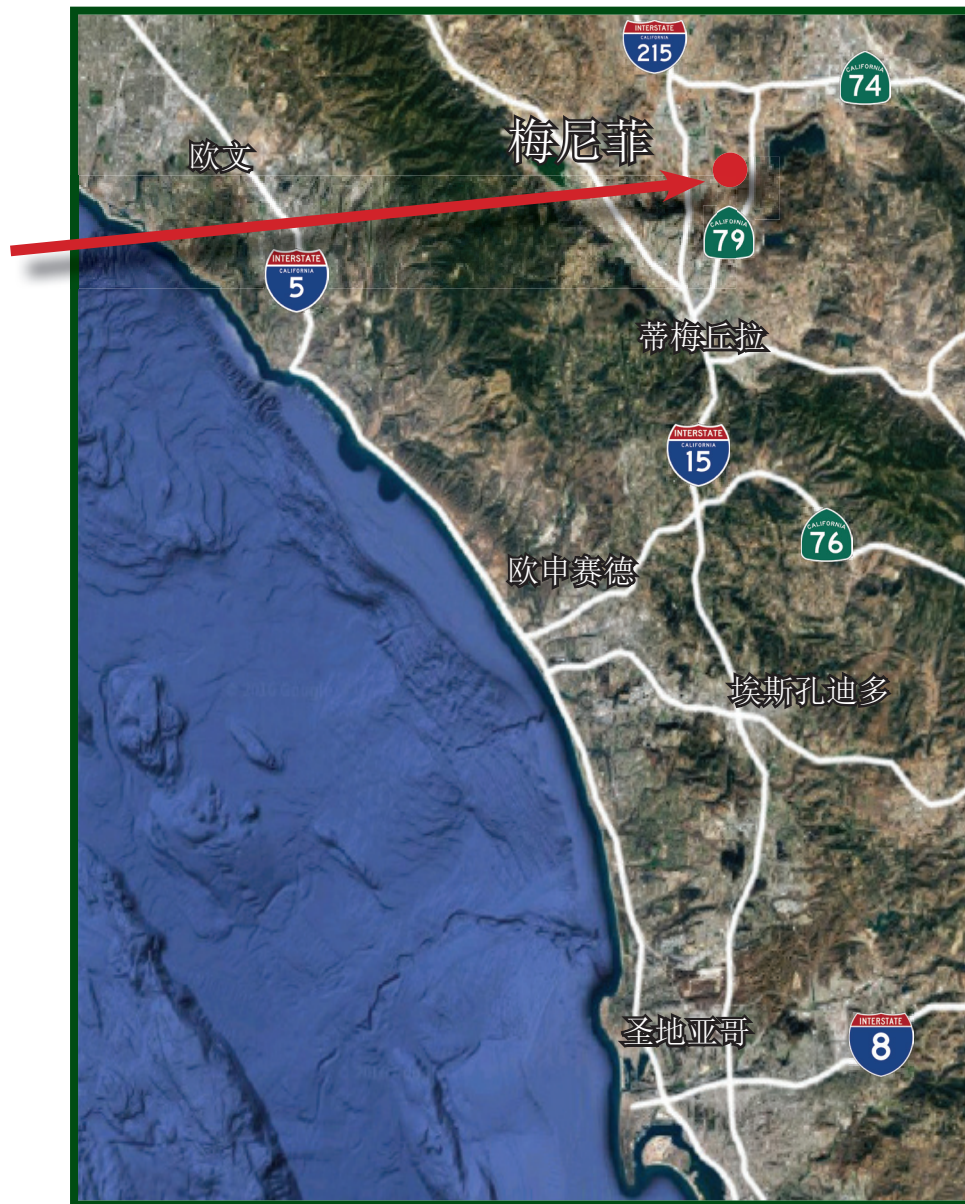 INTERSTATE
CALIFORNIA
215
CALIFORNIA
74
梅尼菲
欧文
CALIFORNIA
79
INTERSTATE
CALIFORNIA
5
蒂梅丘拉
INTERSTATE
CALIFORNIA
15
CALIFORNIA
76
欧申赛德
埃斯孔迪多
圣地亚哥
INTERSTATE
8